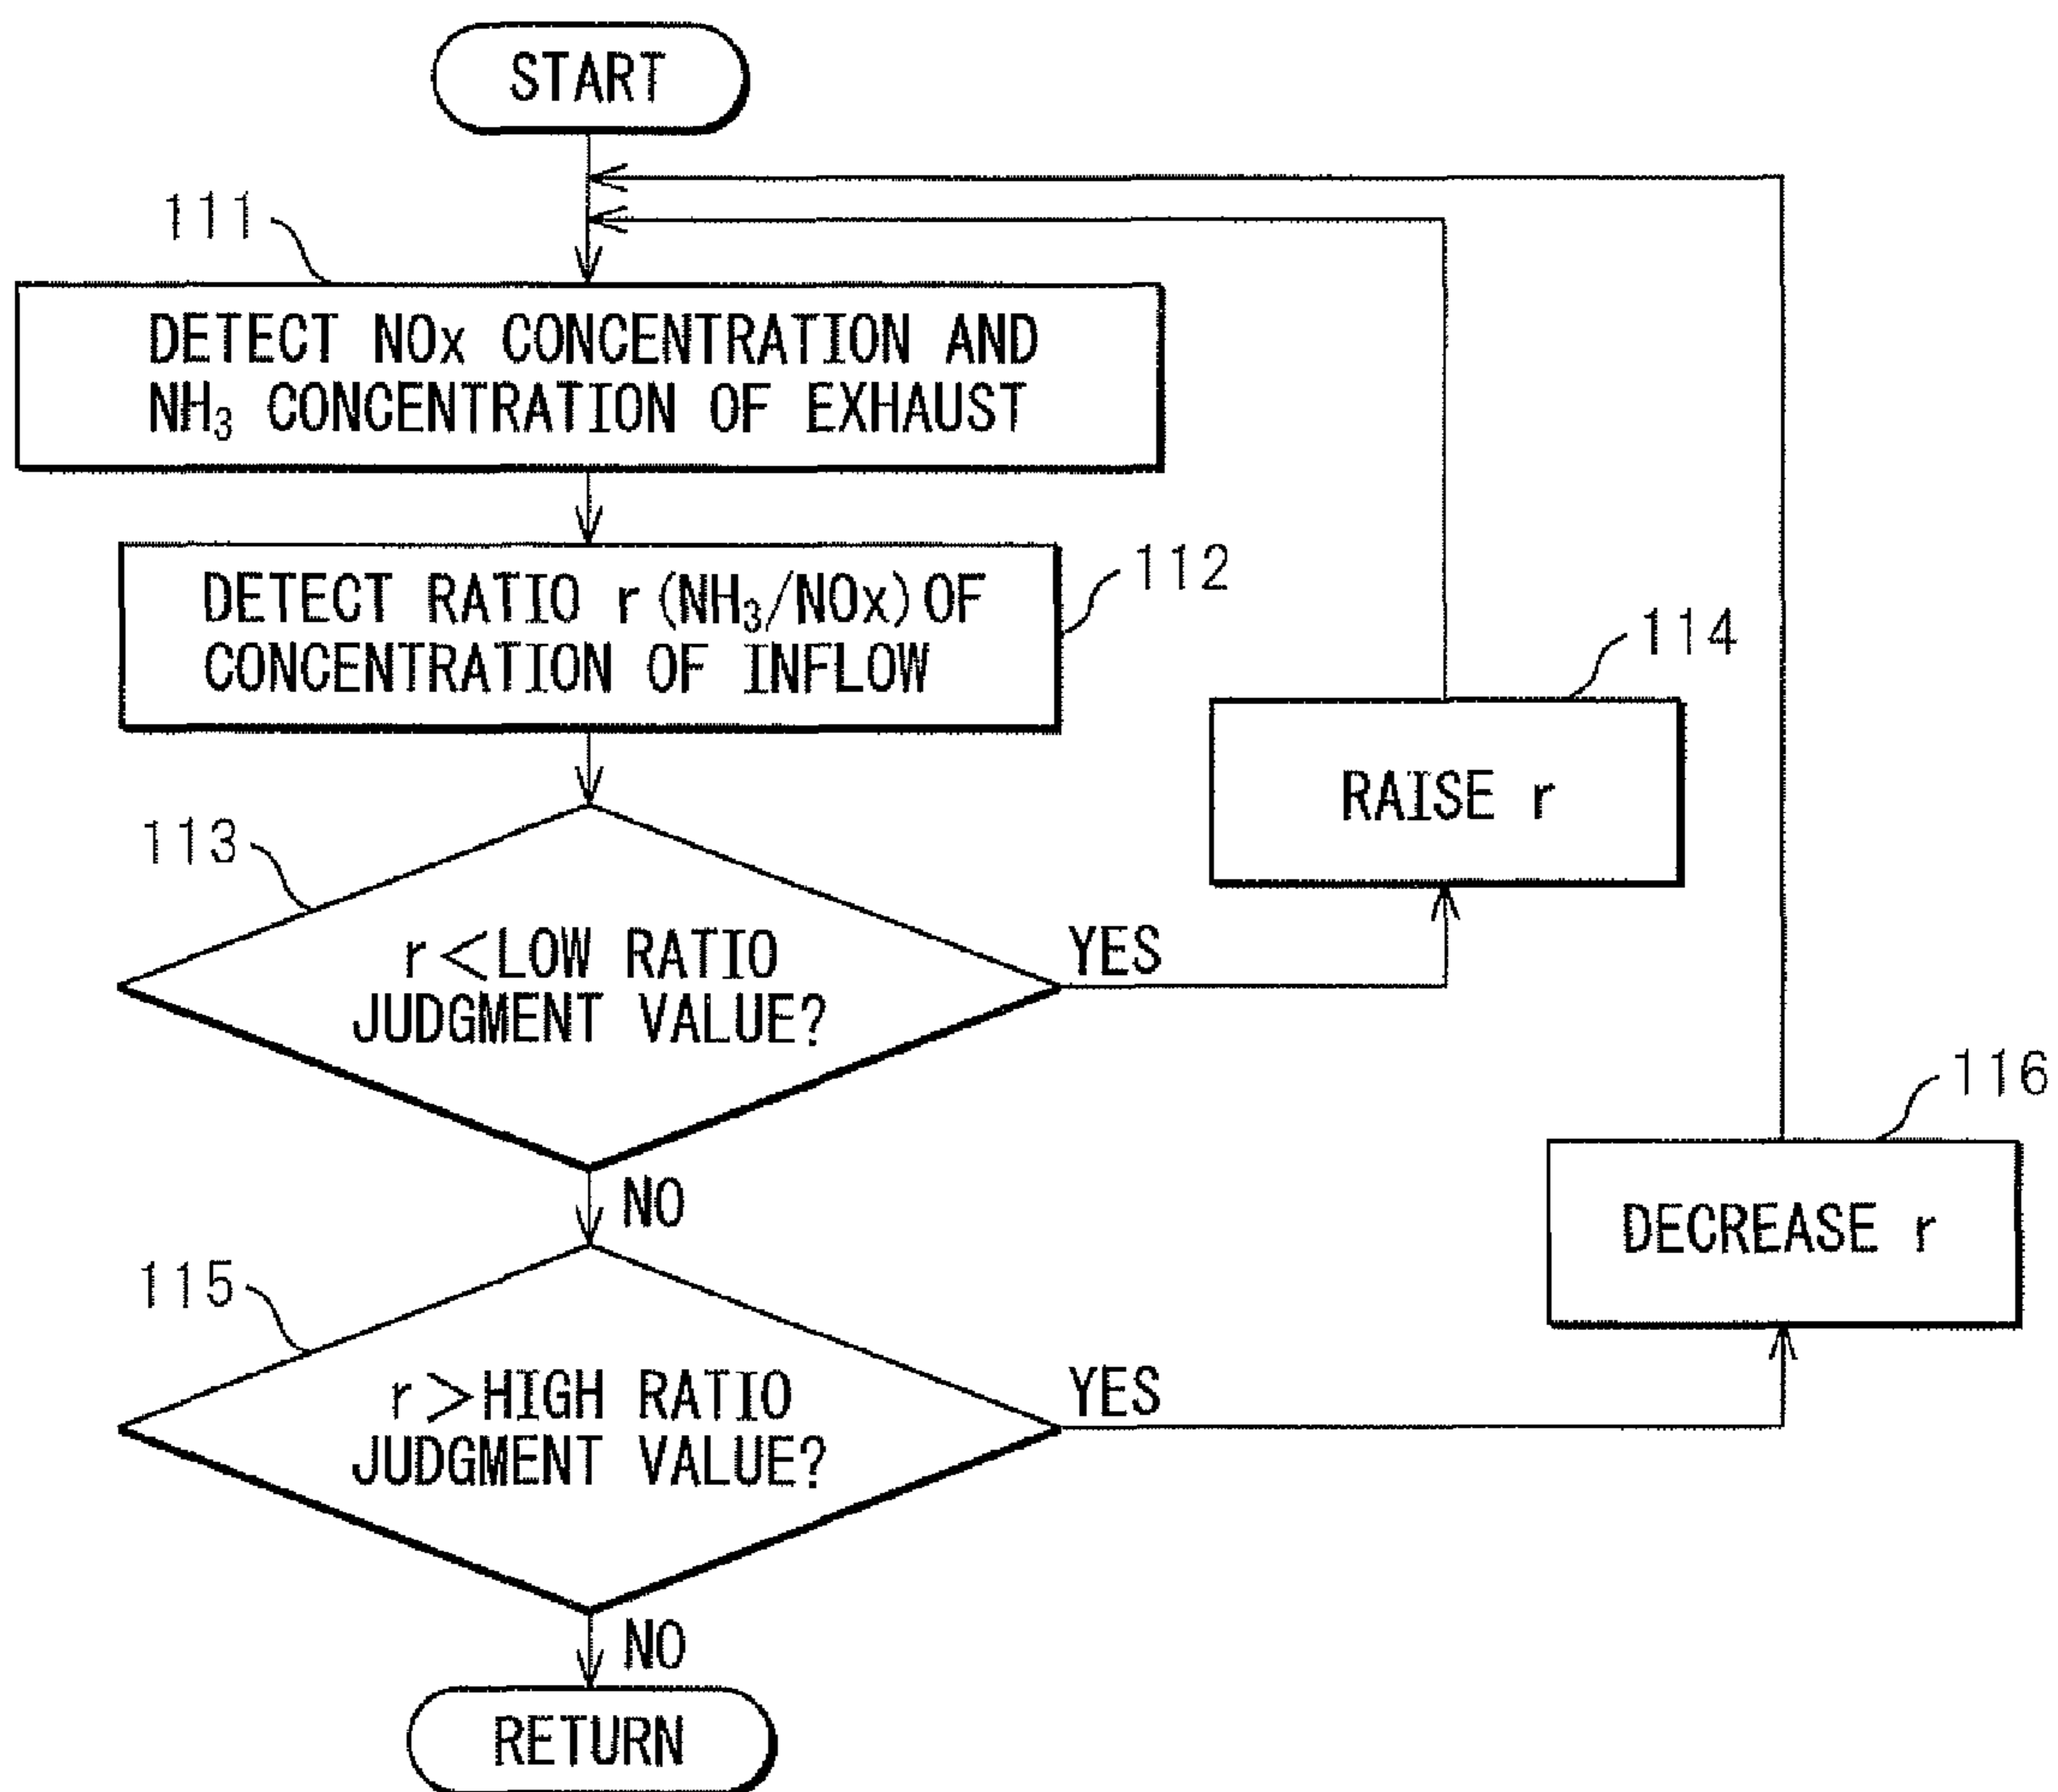 START
111
DETECT NOx CONCENTRATION AND
NH₃ CONCENTRATION OF EXHAUST
DETECT RATIO r(NH₃/NOx)OF
CONCENTRATION OF INFLOW
112
114
RAISE r
113
r<LOW RATIO
JUDGMENT VALUE?
YES
NO
116
DECREASE r
115
r>HIGH RATIO
JUDGMENT VALUE?
YES
NO
RETURN